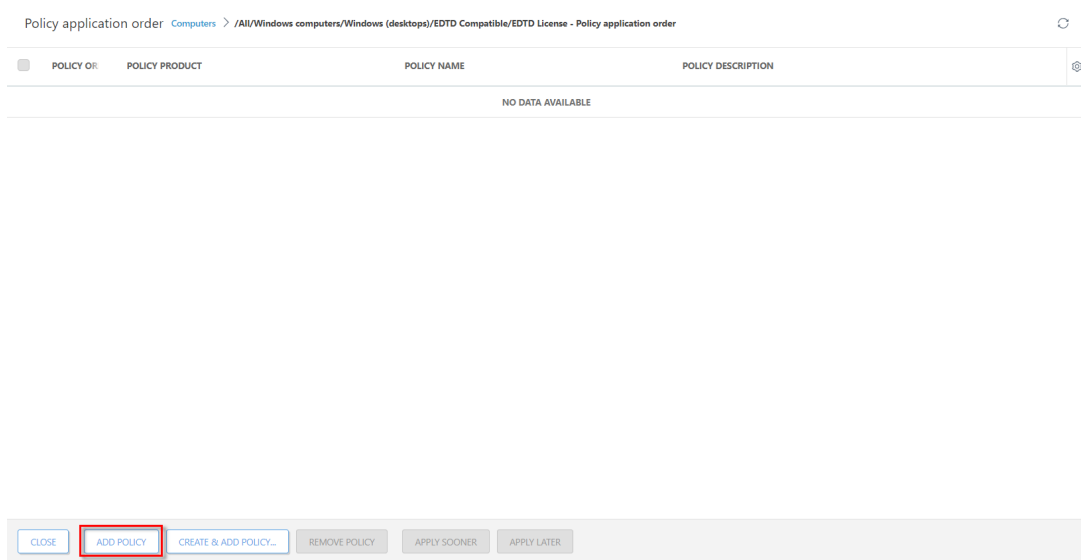 Policy application order Computers > /All/Windows computers/Windows (desktops)/EDTD Compatible/EDTD License - Policy application order
POLICY OR POLICY PRODUCT POLICY NAME POLICY DESCRIPTION
NO DATA AVAILABLE
CLOSE ADD POLICY CREATE & ADD POLICY... REMOVE POLICY APPLY SOONER APPLY LATER